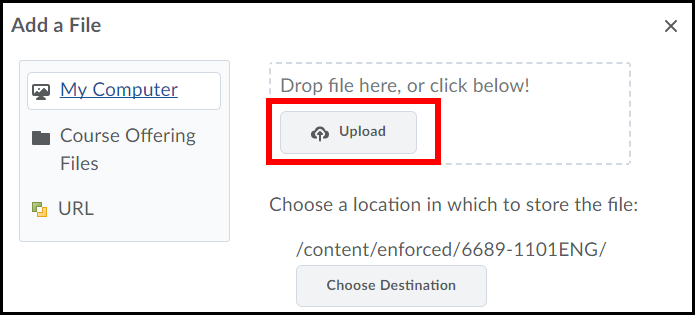 Add a File
My Computer
Course Offering
Files
URL
Drop file here, or click below!
Upload
Choose a location in which to store the file:
/content/enforced/6689-1101ENG/
Choose Destination